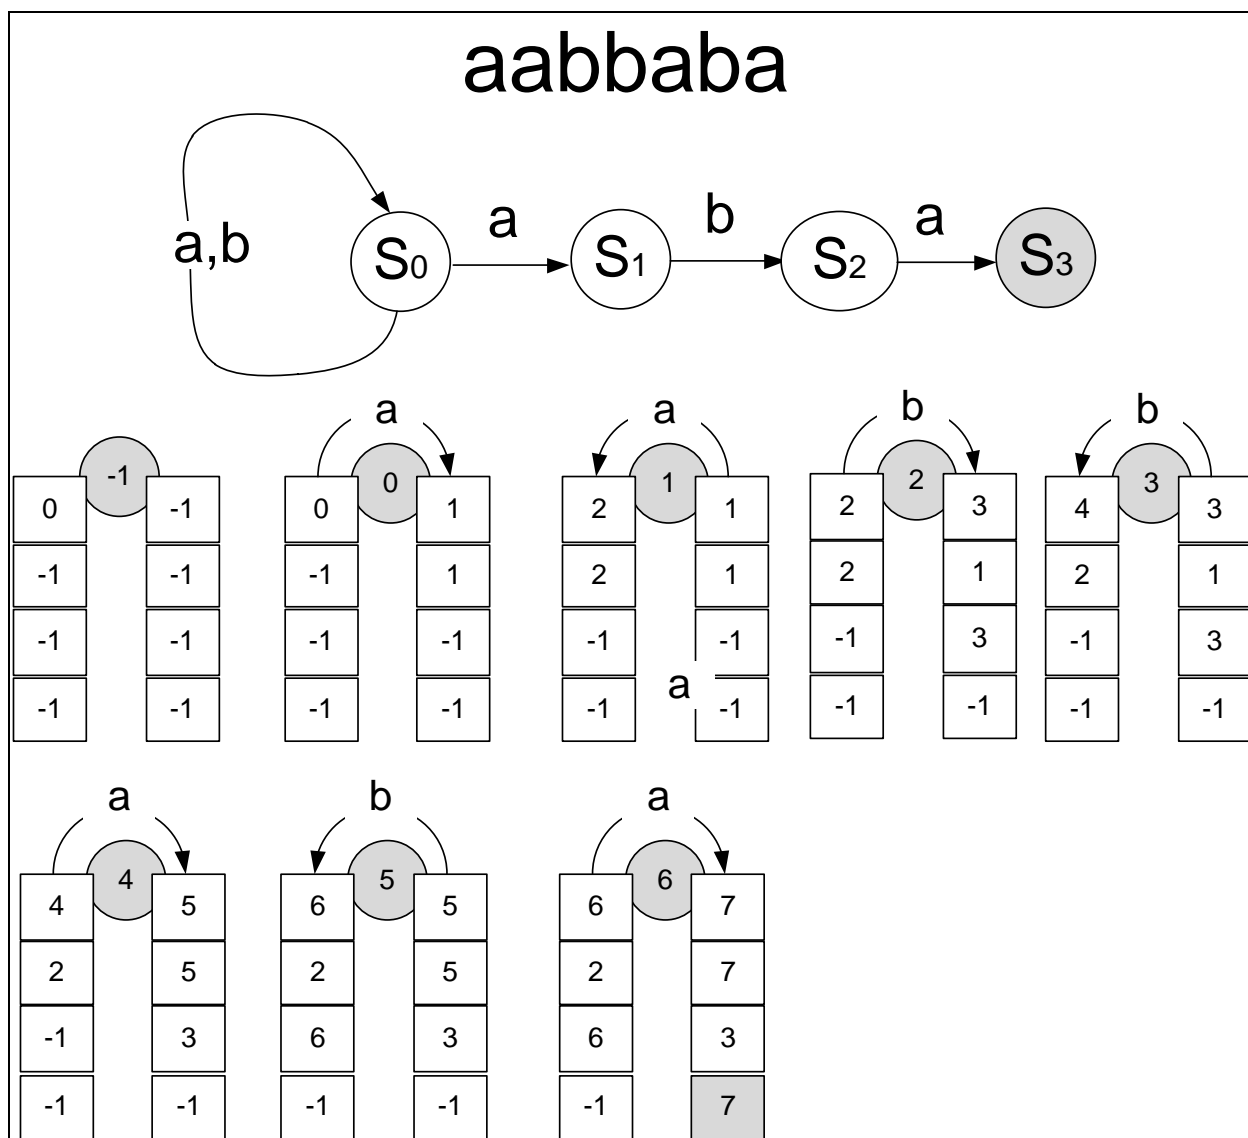 aabbaba
a,b S0 a S1 b S2 a S3
a a b b
-1 0 1 2 3
0 -1 0 1 2 1 2 3 4 3
-1 -1 -1 1 2 1 2 1 2 1
-1 -1 -1 -1 -1 -1 -1 3 -1 3
a
-1 -1 -1 -1 -1 -1 -1 -1 -1 -1
a b a
4 5 6
4 5 6 5 6 7
2 5 2 5 2 7
-1 3 6 3 6 3
-1 -1 -1 -1 -1 7